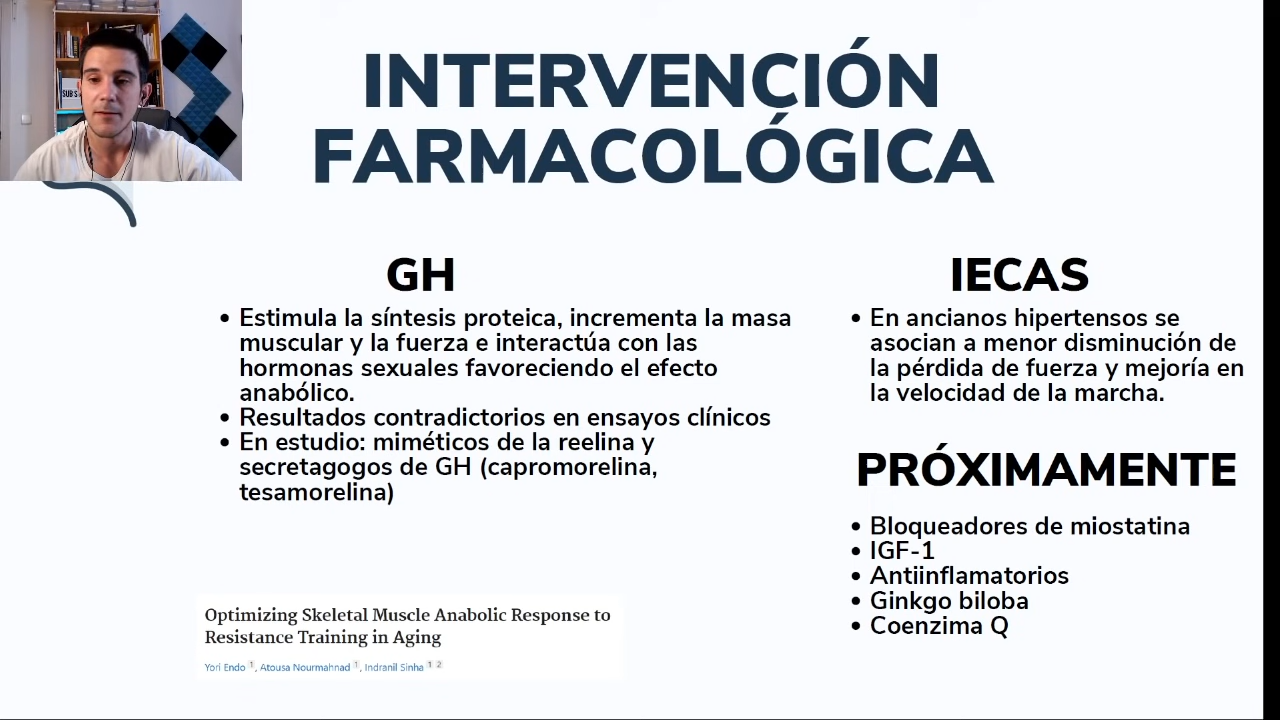 SUB'S
INTERVENCIÓN
FARMACOLÓGICA
GH
• Estimula la síntesis proteica, incrementa la masa
muscular y la fuerza e interactúa con las
hormonas sexuales favoreciendo el efecto
anabólico.
• Resultados contradictorios en ensayos clínicos
• En estudio: miméticos de la reelina y
secretagogos de GH (capromorelina,
tesamorelina)
IECAS
• En ancianos hipertensos se
asocian a menor disminución de
la pérdida de fuerza y mejoría en
la velocidad de la marcha.
PRÓXIMAMENTE
• Bloqueadores de miostatina
• IGF-1
• Antiinflamatorios
• Ginkgo biloba
• Coenzima Q
Optimizing Skeletal Muscle Anabolic Response to
Resistance Training in Aging
Yori Endo 1, Atousa Nourmahnad 1, Indranil Sinha 1 2